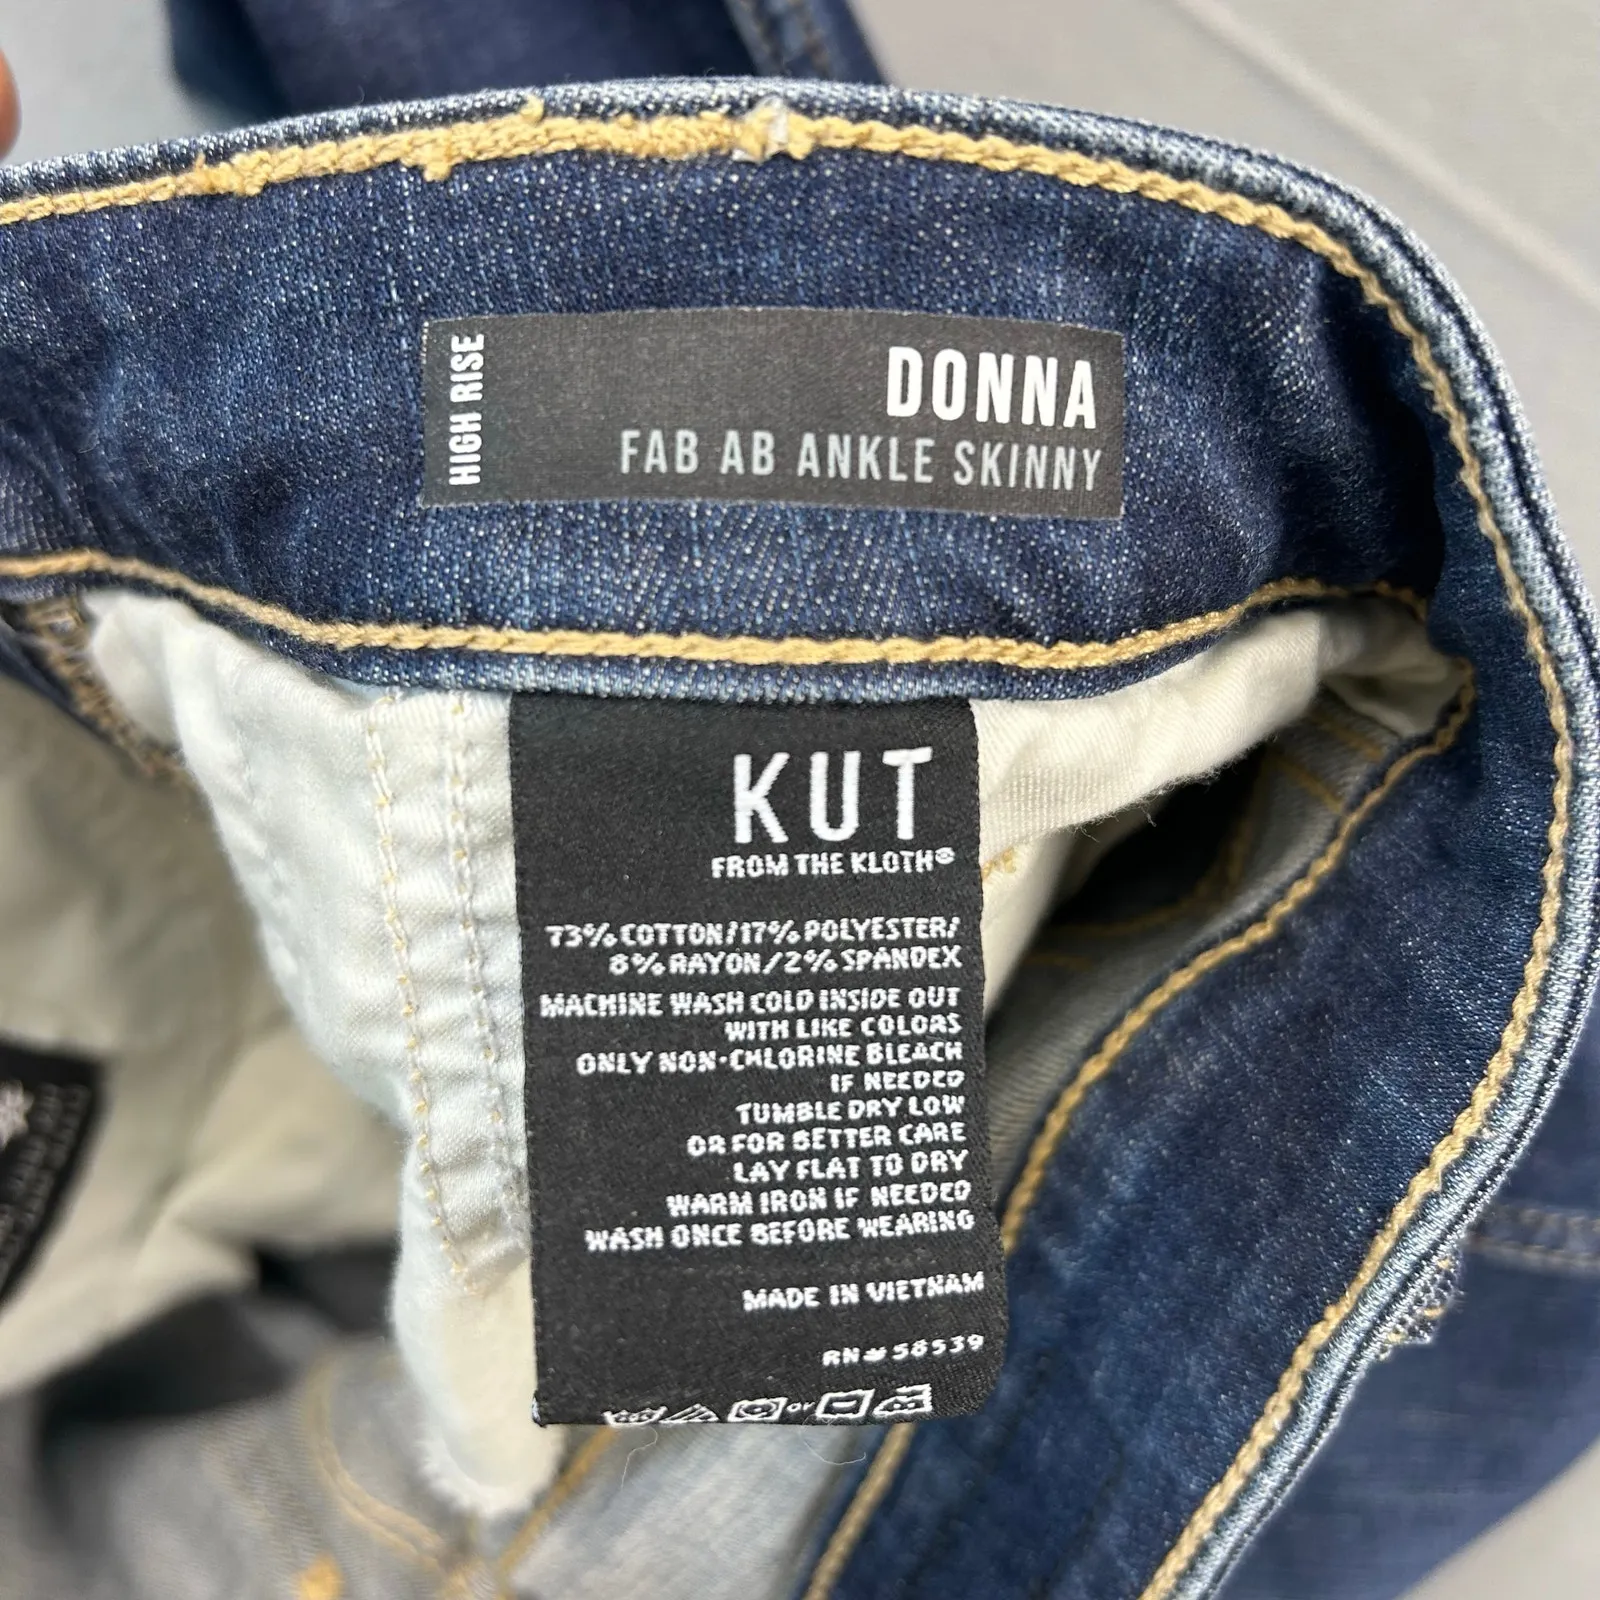 HIGH RISE
DONNA
FAB AB ANKLE SKINNY
KUT
FROM THE KLOTH®
73% COTTON/17% POLYESTER/
8% RAYON/2% SPANDEX
MACHINE WASH COLD INSIDE OUT
WITH LIKE COLORS
ONLY NON-CHLORINE BLEACH
IF NEEDED
TUMBLE DRY LOW
OR FOR BETTER CARE
LAY FLAT TO DRY
WARM IRON IF NEEDED
WASH ONCE BEFORE WEARING
MADE IN VIETNAM
RN# 58539
or